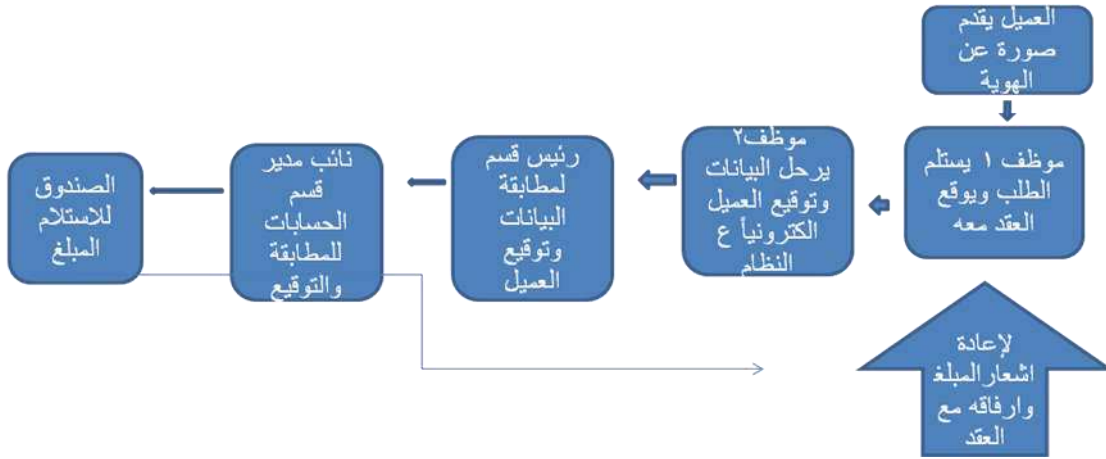 العميل يقدم
صورة عن
الهوية
موظف ١ يستلم
الطلب ويوقع
العقد معه
موظف٢
يرحل البيانات
وتوقيع العميل
الكترونياً ع
النظام
رئيس قسم
لمطابقة
البيانات
وتوقيع
العميل
نائب مدير
قسم
الحسابات
للمطابقة
والتوقيع
الصندوق
للاستلام
المبلغ
لإعادة
اشعار المبلغ
وارفاقه مع
العقد